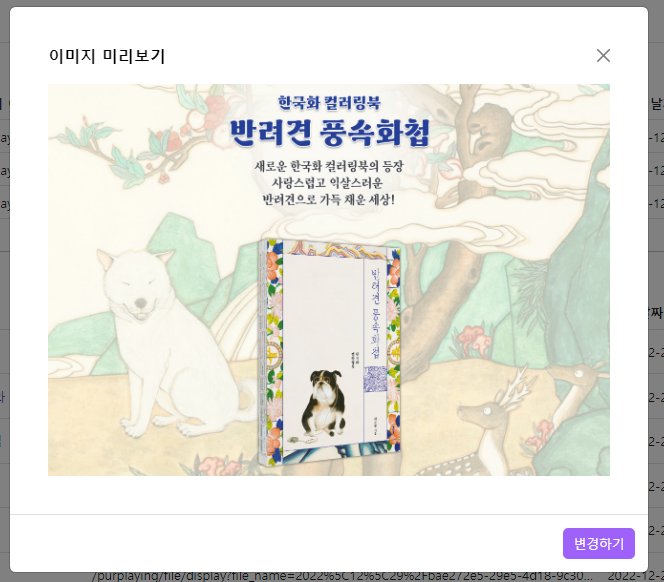 이미지 미리보기
한국화 컬러링북
반려견 풍속화첩
새로운 한국화 컬러링북의 등장
사랑스럽고 익살스러운
반려견으로 가득 채운 세상!
반려견 풍속화첩
변경하기
/purplaying/file/display?file_name=2022%5C12%5C29%2Fbae272e5-29e5-4d18-9c30... 2022-12-2